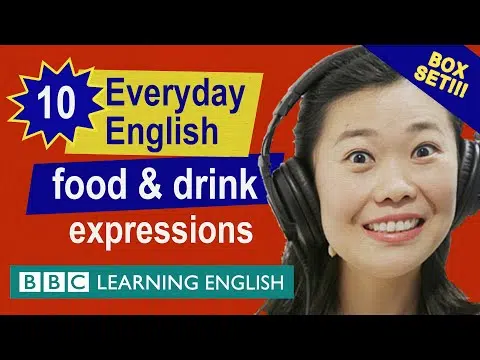 10
Everyday
English
food & drink
expressions
BOX
SET!!!
BBC LEARNING ENGLISH